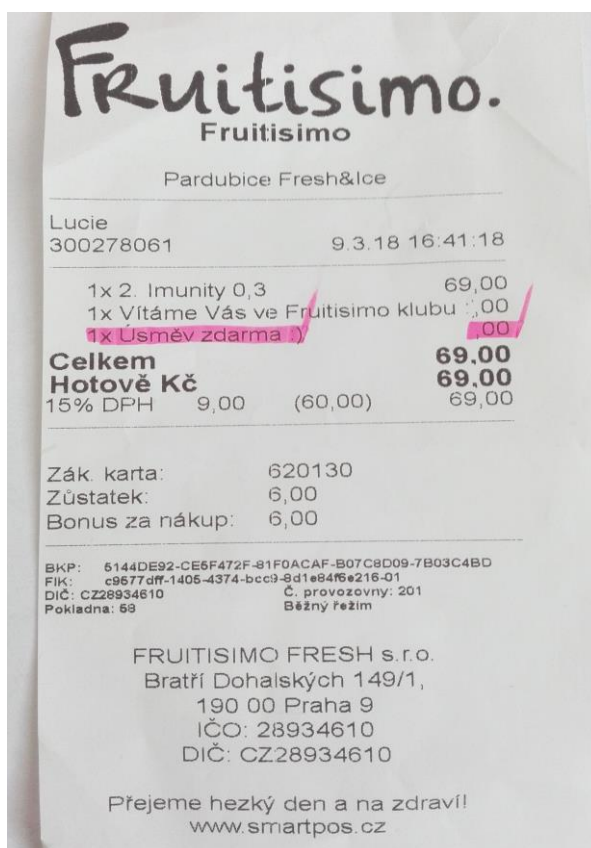 Fruitisimo.
Fruitisimo
Pardubice Fresh&Ice
Lucie
300278061 9.3.18 16:41:18
1x 2. Imunity 0,3 69,00
1x Vítáme Vás ve Fruitisimo klubu :,00
1x Úsměv zdarma :) ,00
Celkem 69.00
Hotově Kč 69.00
15% DPH 9,00 (60,00) 69,00
Zák. karta: 620130
Zůstatek: 6,00
Bonus za nákup: 6,00
BKP: 5144DE92-CE5F472F-81F0ACAF-B07C8D09-7B03C4BD
FIK: c9577dff-1405-4374-bcc9-8d1e84f6e216-01
DIČ: CZ28934610 Č. provozovny: 201
Pokladna: 58 Běžný režim
FRUITISIMO FRESH s.r.o.
Bratří Dohalských 149/1,
190 00 Praha 9
IČO: 28934610
DIČ: CZ28934610
Přejeme hezký den a na zdraví!
www.smartpos.cz